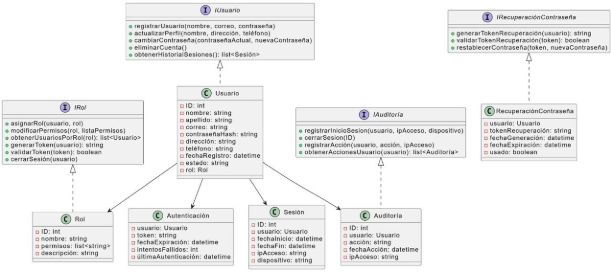 I IUsuario
registrarUsuario(nombre, correo, contraseña)
actualizarPerfil(nombre, dirección, teléfono)
cambiarContraseña(contraseñaActual, nuevaContraseña)
eliminarCuenta()
obtenerHistorialSesiones(): list<Sesión>
I IRecuperaciónContraseña
generarTokenRecuperación(usuario): string
validarTokenRecuperación(token): boolean
restablecerContraseña(token, nuevaContraseña)
I IRol
asignarRol(usuario, rol)
modificarPermisos(rol, listaPermisos)
obtenerUsuariosPorRol(rol): list<Usuario>
generarToken(usuario): string
validarToken(token): boolean
cerrarSesión(usuario)
C Usuario
ID: int
nombre: string
apellido: string
correo: string
contraseñaHash: string
dirección: string
teléfono: string
fechaRegistro: datetime
estado: string
rol: Rol
I IAuditoría
registrarInicioSesion(usuario, ipAcceso, dispositivo)
cerrarSesion(ID)
registrarAcción(usuario, acción, ipAcceso)
obtenerAccionesUsuario(usuario): list<Auditoría>
C RecuperaciónContraseña
usuario: Usuario
tokenRecuperación: string
fechaGeneración: datetime
fechaExpiración: datetime
usado: boolean
C Rol
ID: int
nombre: string
permisos: list<string>
descripción: string
C Autenticación
usuario: Usuario
token: string
fechaExpiración: datetime
intentosFallidos: int
últimaAutenticación: datetime
C Sesión
ID: int
usuario: Usuario
fechaInicio: datetime
fechaFin: datetime
ipAcceso: string
dispositivo: string
C Auditoría
ID: int
usuario: Usuario
acción: string
fechaAcción: datetime
ipAcceso: string